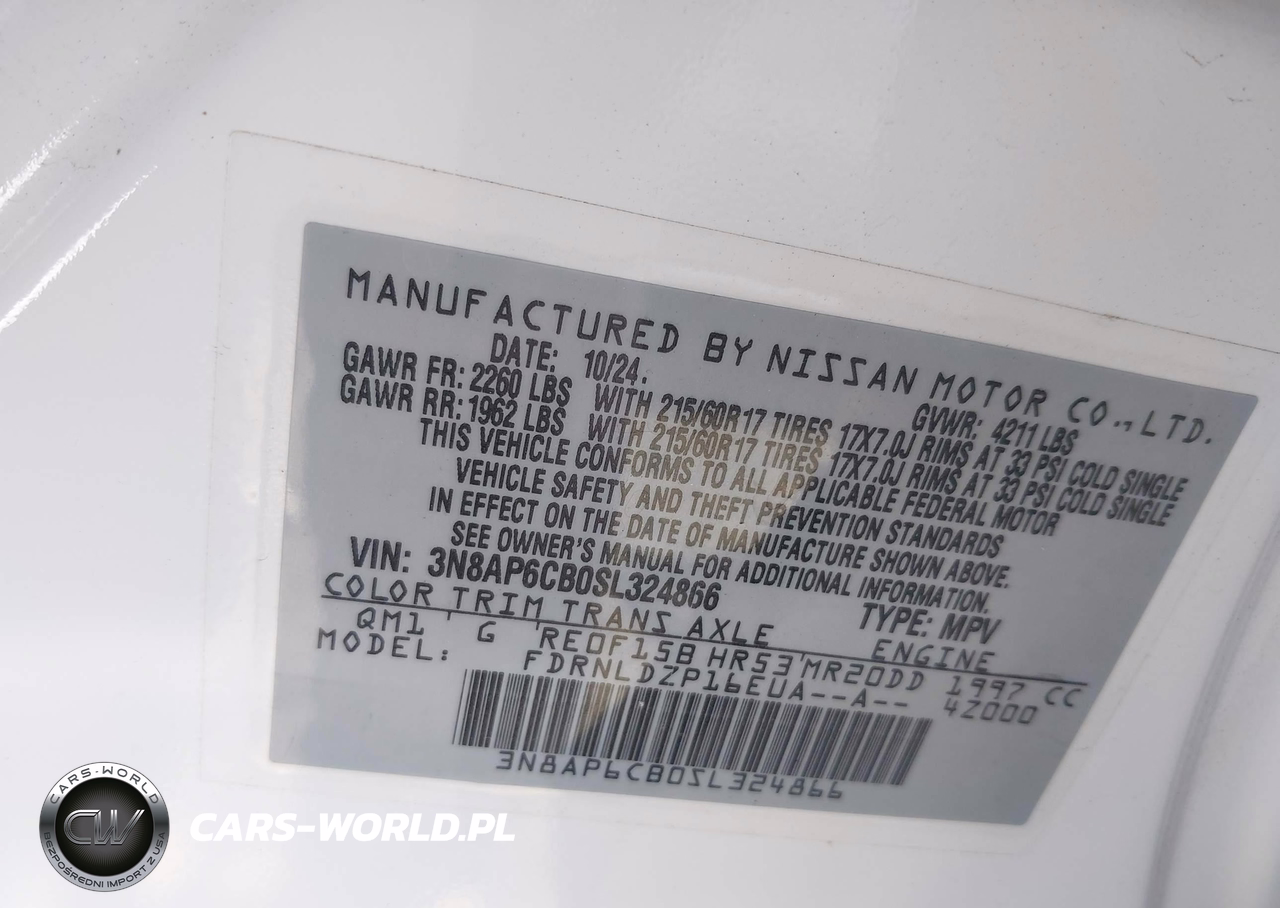 MANUFACTURED BY NISSAN MOTOR CO., LTD.
DATE: 10/24. GVWR: 4211 LBS
GAWR FR: 2260 LBS WITH 215/60R17 TIRES 17X7.0J RIMS AT 33 PSI COLD SINGLE
GAWR RR: 1962 LBS WITH 215/60R17 TIRES 17X7.0J RIMS AT 33 PSI COLD SINGLE
THIS VEHICLE CONFORMS TO ALL APPLICABLE FEDERAL MOTOR
VEHICLE SAFETY AND THEFT PREVENTION STANDARDS
IN EFFECT ON THE DATE OF MANUFACTURE SHOWN ABOVE.
SEE OWNER'S MANUAL FOR ADDITIONAL INFORMATION.
VIN: 3N8AP6CB0SL324866 TYPE: MPV
COLOR TRIM TRANS AXLE ENGINE
QM1 G RE0F15B HR53 MR20DD 1997 CC
MODEL: FDRNLDZP16EUA--A-- 4Z000
3N8AP6CB0SL324866
CARS-WORLD
CW
BEZPOŚREDNI IMPORT Z USA
CARS-WORLD.PL